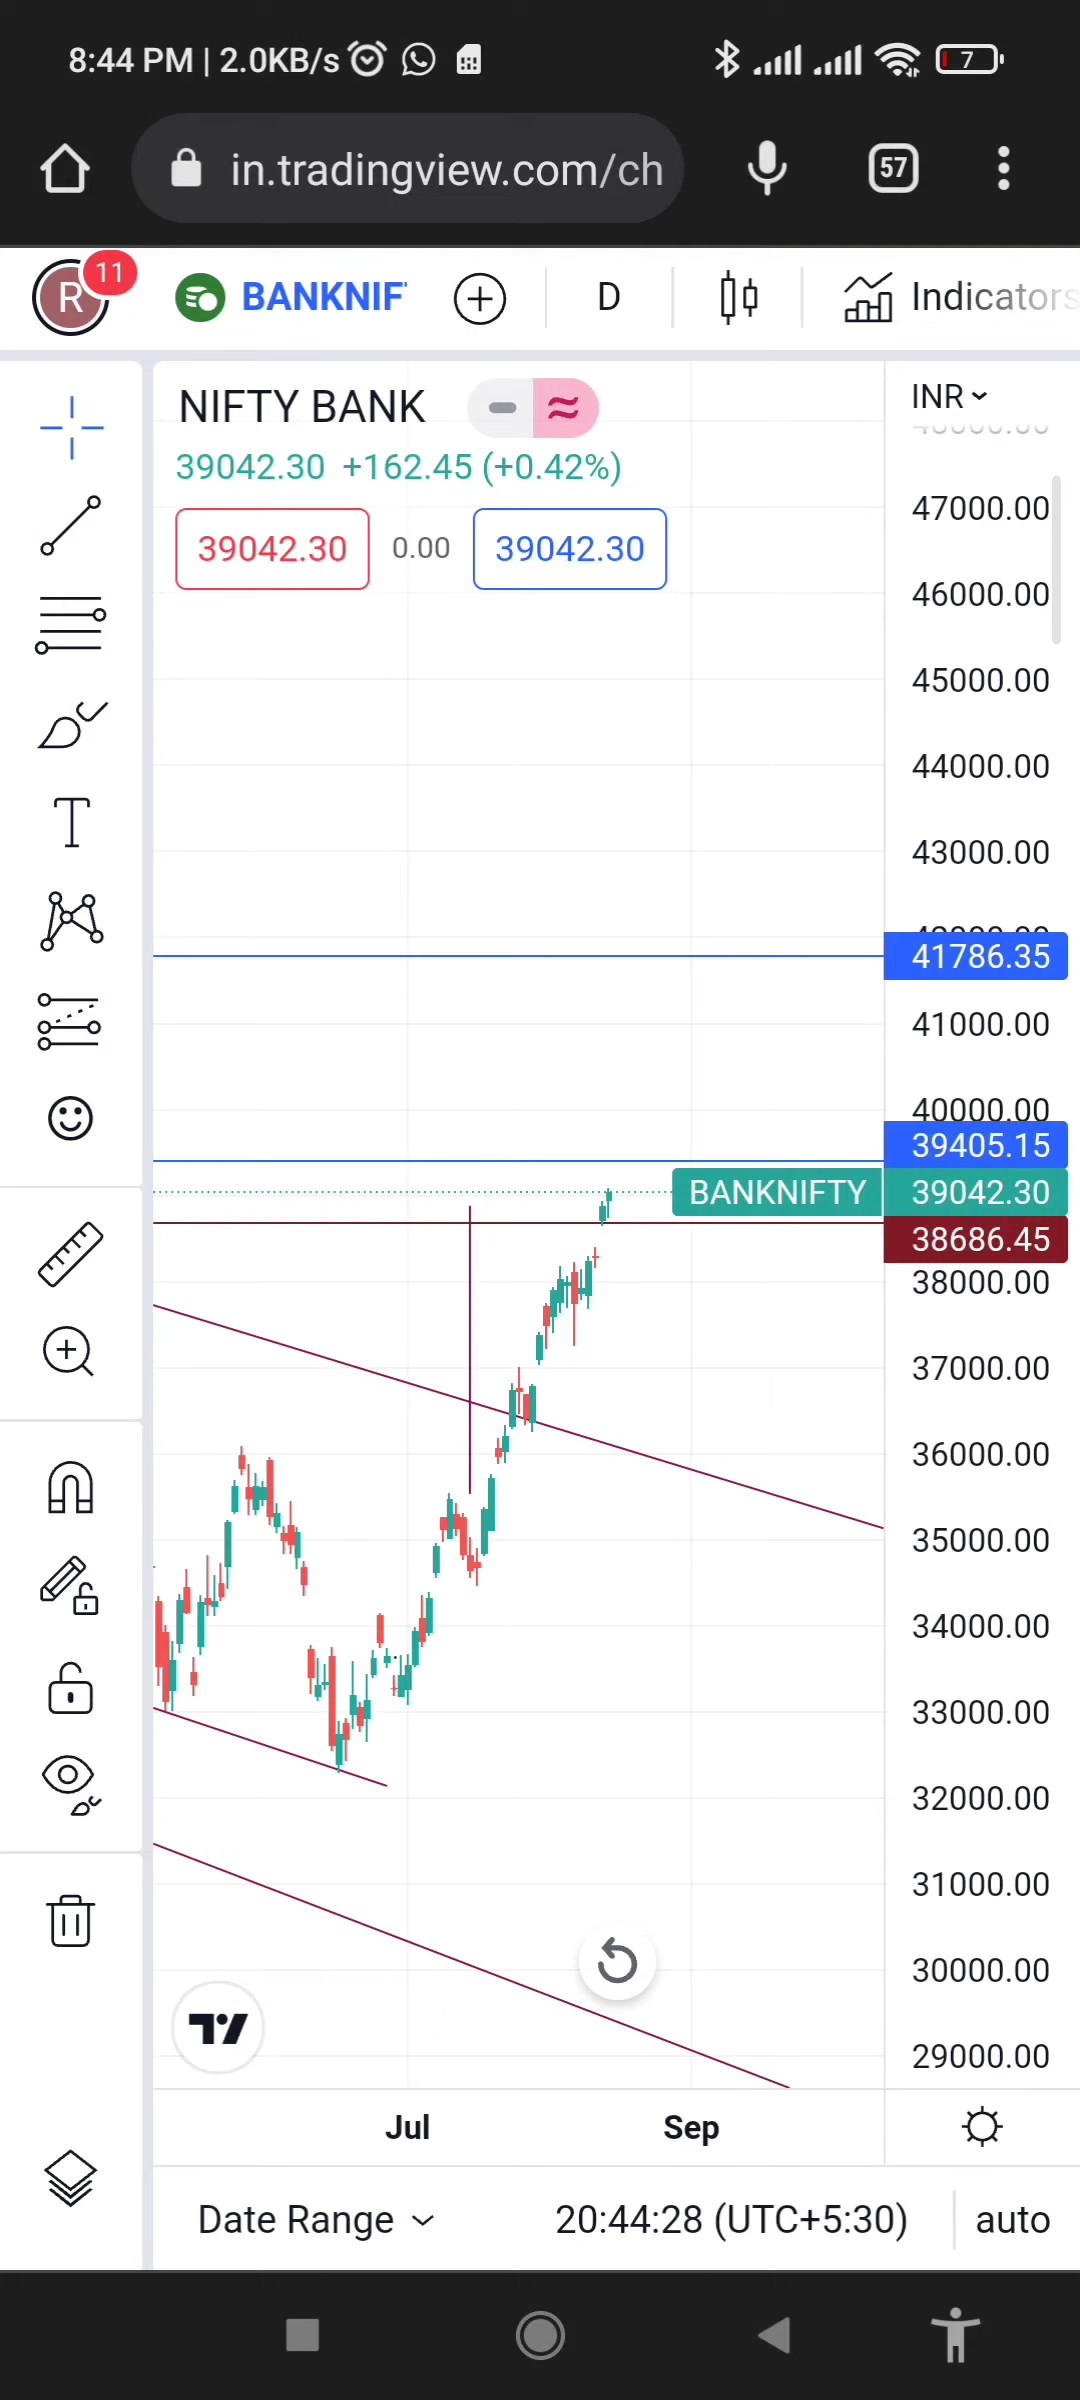 8:44 PM | 2.0KB/s
7
in.tradingview.com/ch
57
R
11
BANKNIF
D
Indicators
NIFTY BANK
INR
39042.30 +162.45 (+0.42%)
39042.30
0.00
39042.30
47000.00
46000.00
45000.00
44000.00
43000.00
41786.35
41000.00
40000.00
39405.15
BANKNIFTY 39042.30
38686.45
38000.00
37000.00
36000.00
35000.00
34000.00
33000.00
32000.00
31000.00
30000.00
29000.00
Jul
Sep
Date Range
20:44:28 (UTC+5:30)
auto